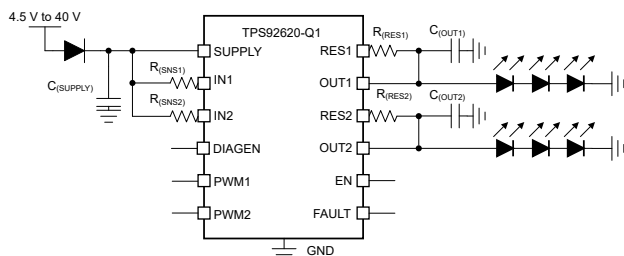 4.5 V to 40 V
TPS92620-Q1
R(RES1)
C(OUT1)
SUPPLY
RES1
R(SNS1)
C(SUPPLY)
IN1
OUT1
R(SNS2)
R(RES2)
C(OUT2)
IN2
RES2
DIAGEN
OUT2
PWM1
EN
PWM2
FAULT
GND